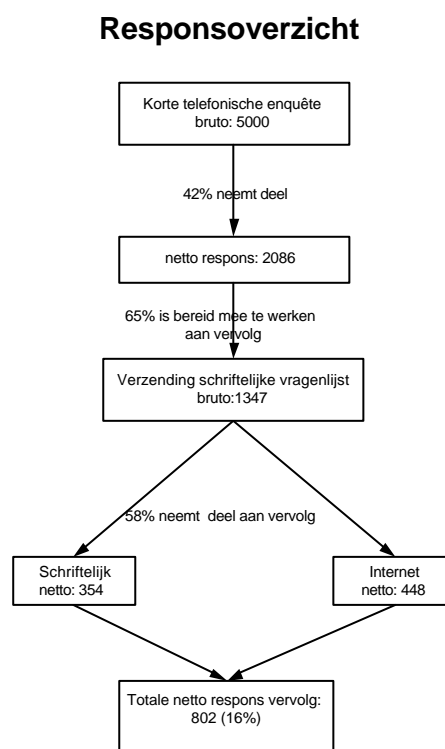 Responsoverzicht
Korte telefonische enquête
bruto: 5000
42% neemt deel
netto respons: 2086
65% is bereid mee te werken
aan vervolg
Verzending schriftelijke vragenlijst
bruto:1347
58% neemt deel aan vervolg
Schriftelijk
netto: 354
Internet
netto: 448
Totale netto respons vervolg:
802 (16%)